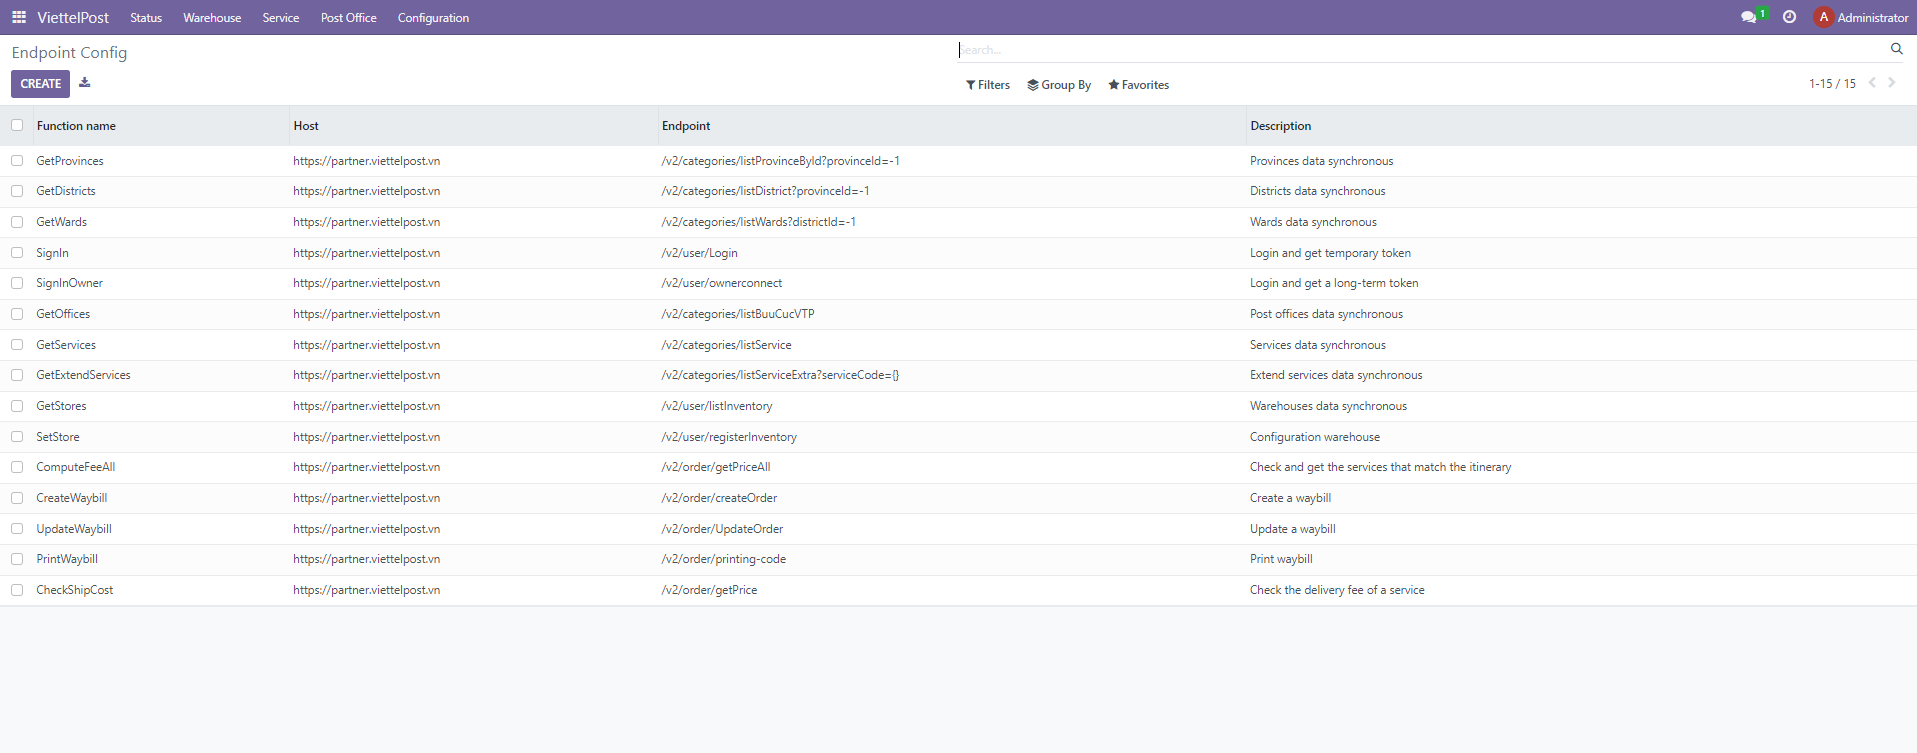 ViettelPost Status Warehouse Service Post Office Configuration 1 A Administrator
Endpoint Config Search...
CREATE Filters Group By Favorites 1-15 / 15
Function name Host Endpoint Description
GetProvinces https://partner.viettelpost.vn /v2/categories/listProvinceById?provinceId=-1 Provinces data synchronous
GetDistricts https://partner.viettelpost.vn /v2/categories/listDistrict?provinceId=-1 Districts data synchronous
GetWards https://partner.viettelpost.vn /v2/categories/listWards?districtId=-1 Wards data synchronous
SignIn https://partner.viettelpost.vn /v2/user/Login Login and get temporary token
SignInOwner https://partner.viettelpost.vn /v2/user/ownerconnect Login and get a long-term token
GetOffices https://partner.viettelpost.vn /v2/categories/listBuuCucVTP Post offices data synchronous
GetServices https://partner.viettelpost.vn /v2/categories/listService Services data synchronous
GetExtendServices https://partner.viettelpost.vn /v2/categories/listServiceExtra?serviceCode={} Extend services data synchronous
GetStores https://partner.viettelpost.vn /v2/user/listInventory Warehouses data synchronous
SetStore https://partner.viettelpost.vn /v2/user/registerInventory Configuration warehouse
ComputeFeeAll https://partner.viettelpost.vn /v2/order/getPriceAll Check and get the services that match the itinerary
CreateWaybill https://partner.viettelpost.vn /v2/order/createOrder Create a waybill
UpdateWaybill https://partner.viettelpost.vn /v2/order/UpdateOrder Update a waybill
PrintWaybill https://partner.viettelpost.vn /v2/order/printing-code Print waybill
CheckShipCost https://partner.viettelpost.vn /v2/order/getPrice Check the delivery fee of a service